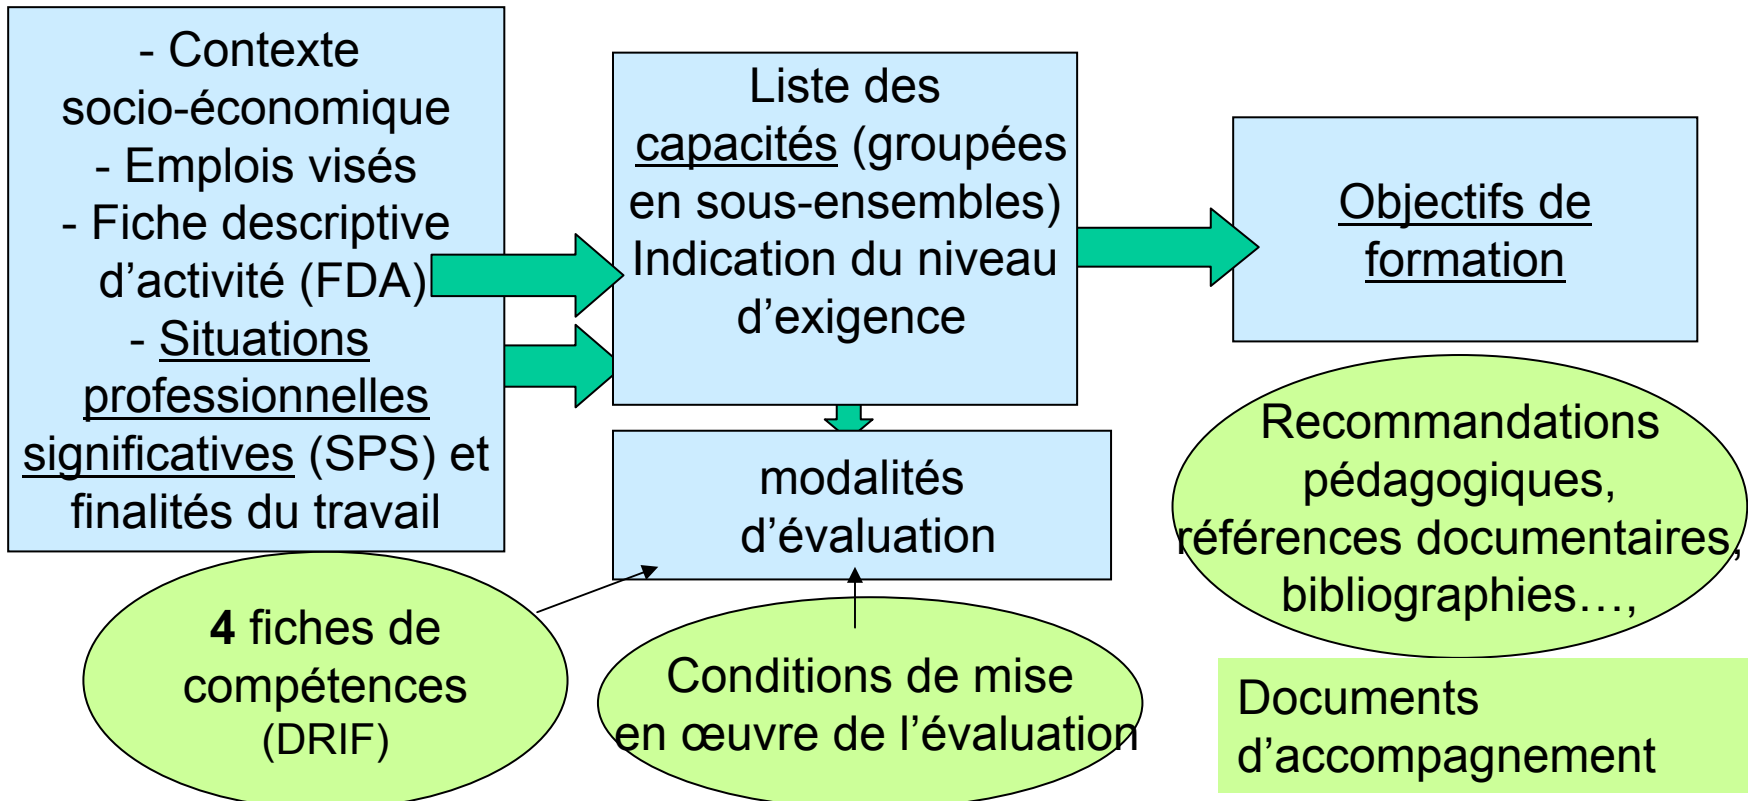 - Contexte
socio-économique
- Emplois visés
- Fiche descriptive
d’activité (FDA)
- Situations
professionnelles
significatives (SPS) et
finalités du travail
Liste des
capacités (groupées
en sous-ensembles)
Indication du niveau
d’exigence
Objectifs de
formation
modalités
d’évaluation
Recommandations
pédagogiques,
références documentaires,
bibliographies…,
4 fiches de
compétences
(DRIF)
Conditions de mise
en œuvre de l’évaluation
Documents
d’accompagnement